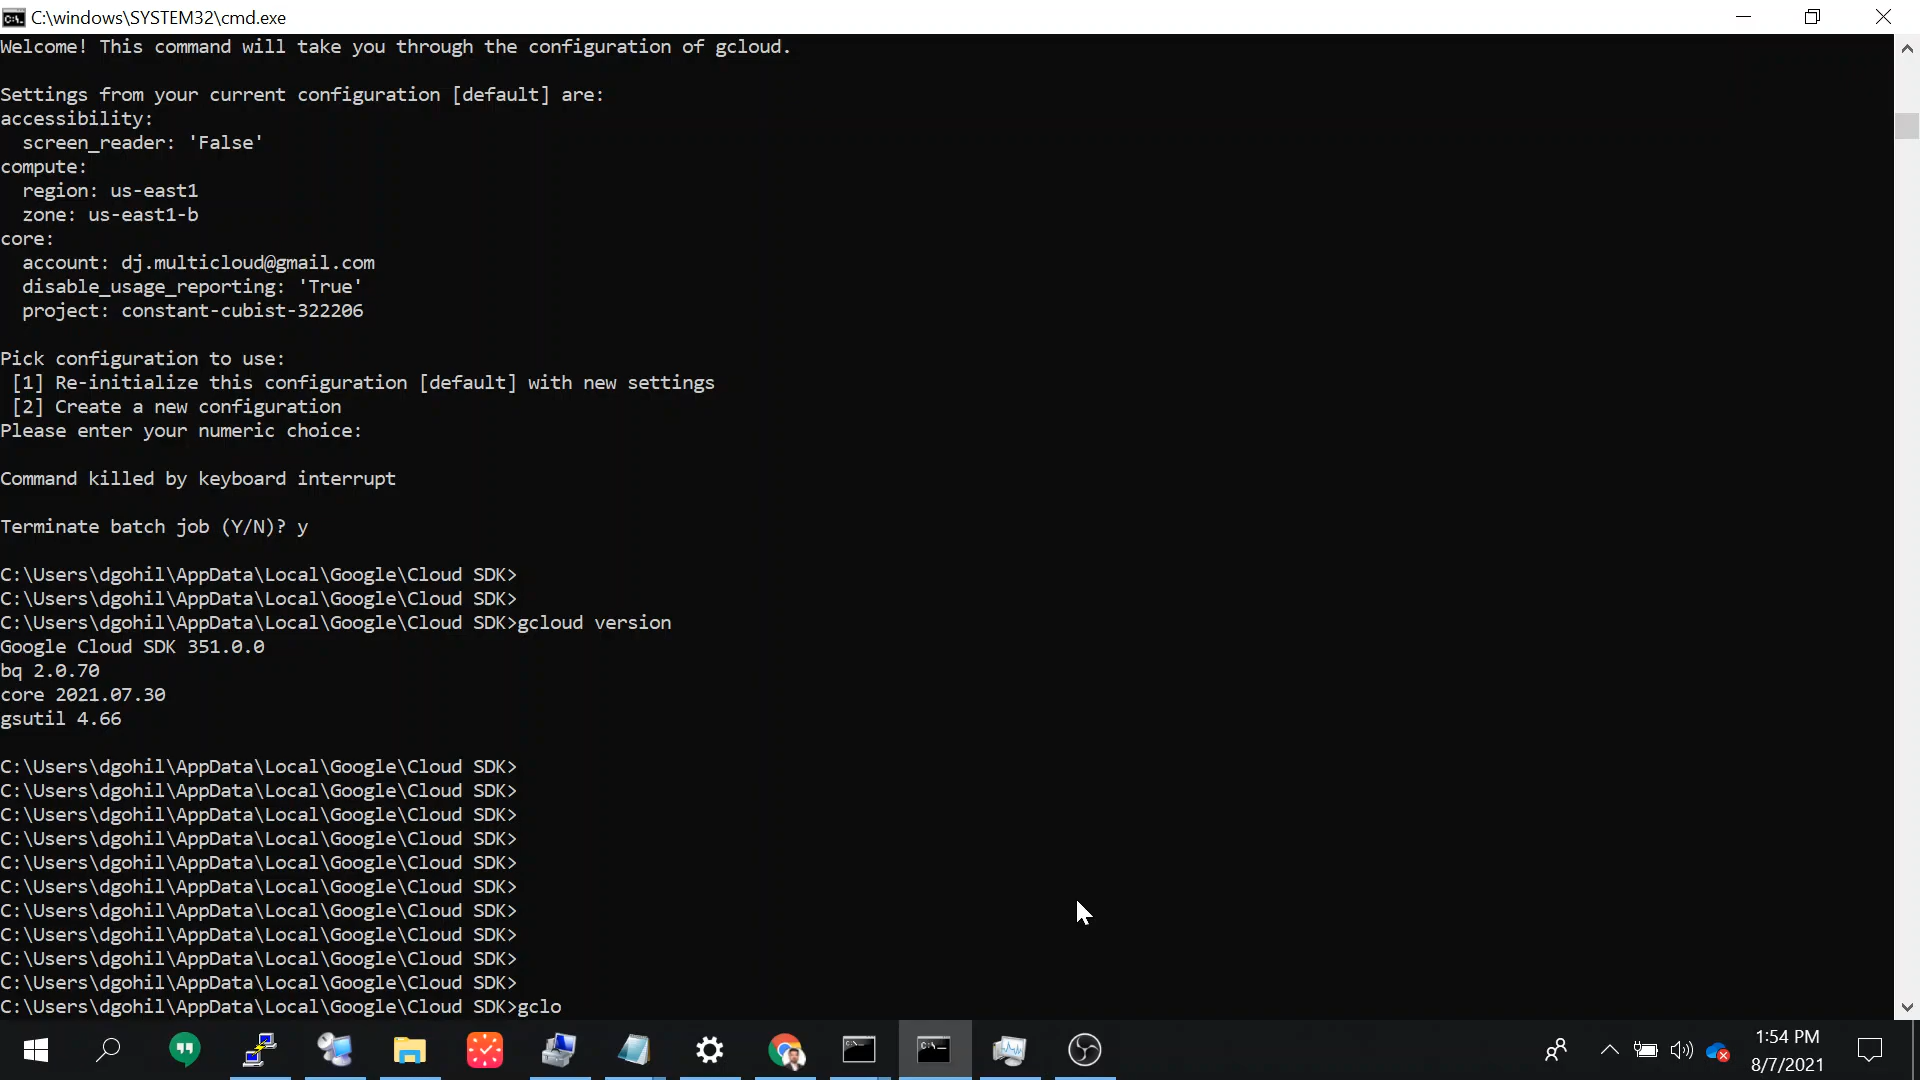 C:\windows\SYSTEM32\cmd.exe
Welcome! This command will take you through the configuration of gcloud.
Settings from your current configuration [default] are:
accessibility:
  screen_reader: 'False'
compute:
  region: us-east1
  zone: us-east1-b
core:
  account: dj.multicloud@gmail.com
  disable_usage_reporting: 'True'
  project: constant-cubist-322206
Pick configuration to use:
 [1] Re-initialize this configuration [default] with new settings
 [2] Create a new configuration
Please enter your numeric choice:
Command killed by keyboard interrupt
Terminate batch job (Y/N)? y
C:\Users\dgohil\AppData\Local\Google\Cloud SDK>
C:\Users\dgohil\AppData\Local\Google\Cloud SDK>
C:\Users\dgohil\AppData\Local\Google\Cloud SDK>gcloud version
Google Cloud SDK 351.0.0
bq 2.0.70
core 2021.07.30
gsutil 4.66
C:\Users\dgohil\AppData\Local\Google\Cloud SDK>
C:\Users\dgohil\AppData\Local\Google\Cloud SDK>
C:\Users\dgohil\AppData\Local\Google\Cloud SDK>
C:\Users\dgohil\AppData\Local\Google\Cloud SDK>
C:\Users\dgohil\AppData\Local\Google\Cloud SDK>
C:\Users\dgohil\AppData\Local\Google\Cloud SDK>
C:\Users\dgohil\AppData\Local\Google\Cloud SDK>
C:\Users\dgohil\AppData\Local\Google\Cloud SDK>
C:\Users\dgohil\AppData\Local\Google\Cloud SDK>
C:\Users\dgohil\AppData\Local\Google\Cloud SDK>
C:\Users\dgohil\AppData\Local\Google\Cloud SDK>gclo
1:54 PM
8/7/2021